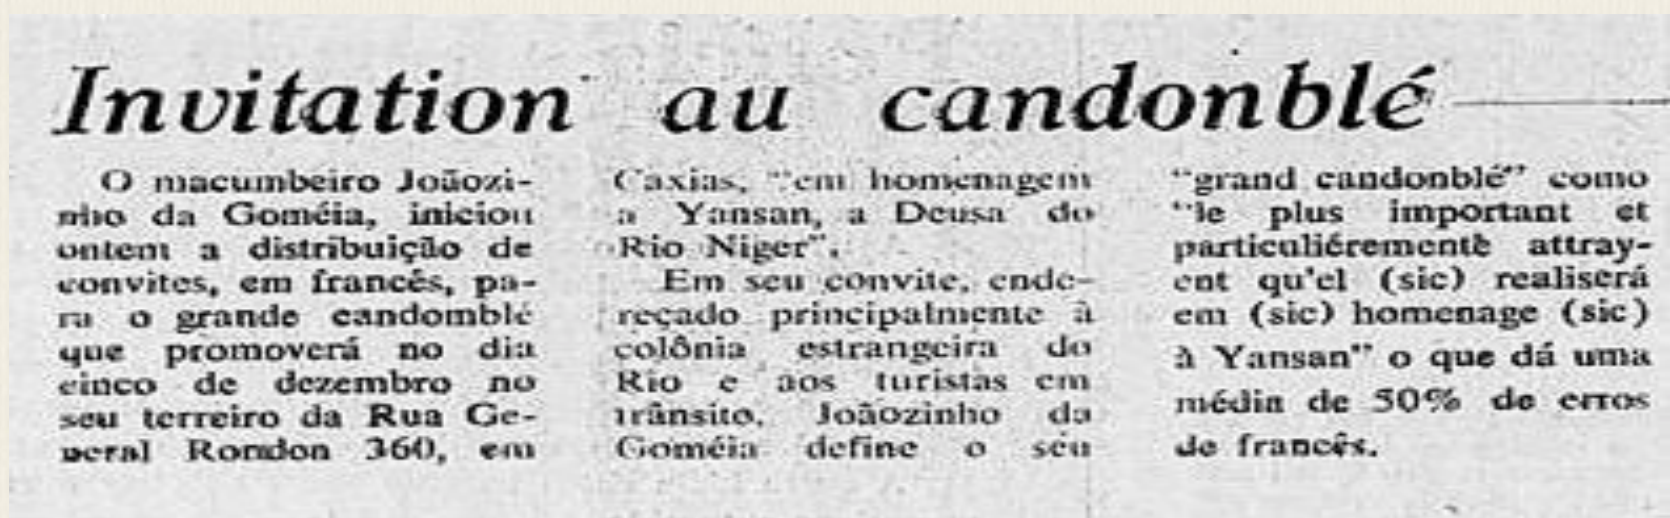 Invitation au candonblé
O macumbeiro Joãozi-
nho da Goméia, iniciou
ontem a distribuição de
convites, em francês, pa-
ra o grande candomblé
que promoverá no dia
cinco de dezembro no
seu terreiro da Rua Ge-
neral Rondon 360, em
Caxias, "em homenagem
a Yansan, a Deusa do
Rio Niger".
Em seu convite, ende-
reçado principalmente à
colônia estrangeira do
Rio e aos turistas em
trânsito, Joãozinho da
Goméia define o seu
"grand candonblé" como
"le plus important et
particuliérementè attray-
ent qu'el (sic) realiserá
em (sic) homenage (sic)
à Yansan" o que dá uma
média de 50% de erros
de francês.